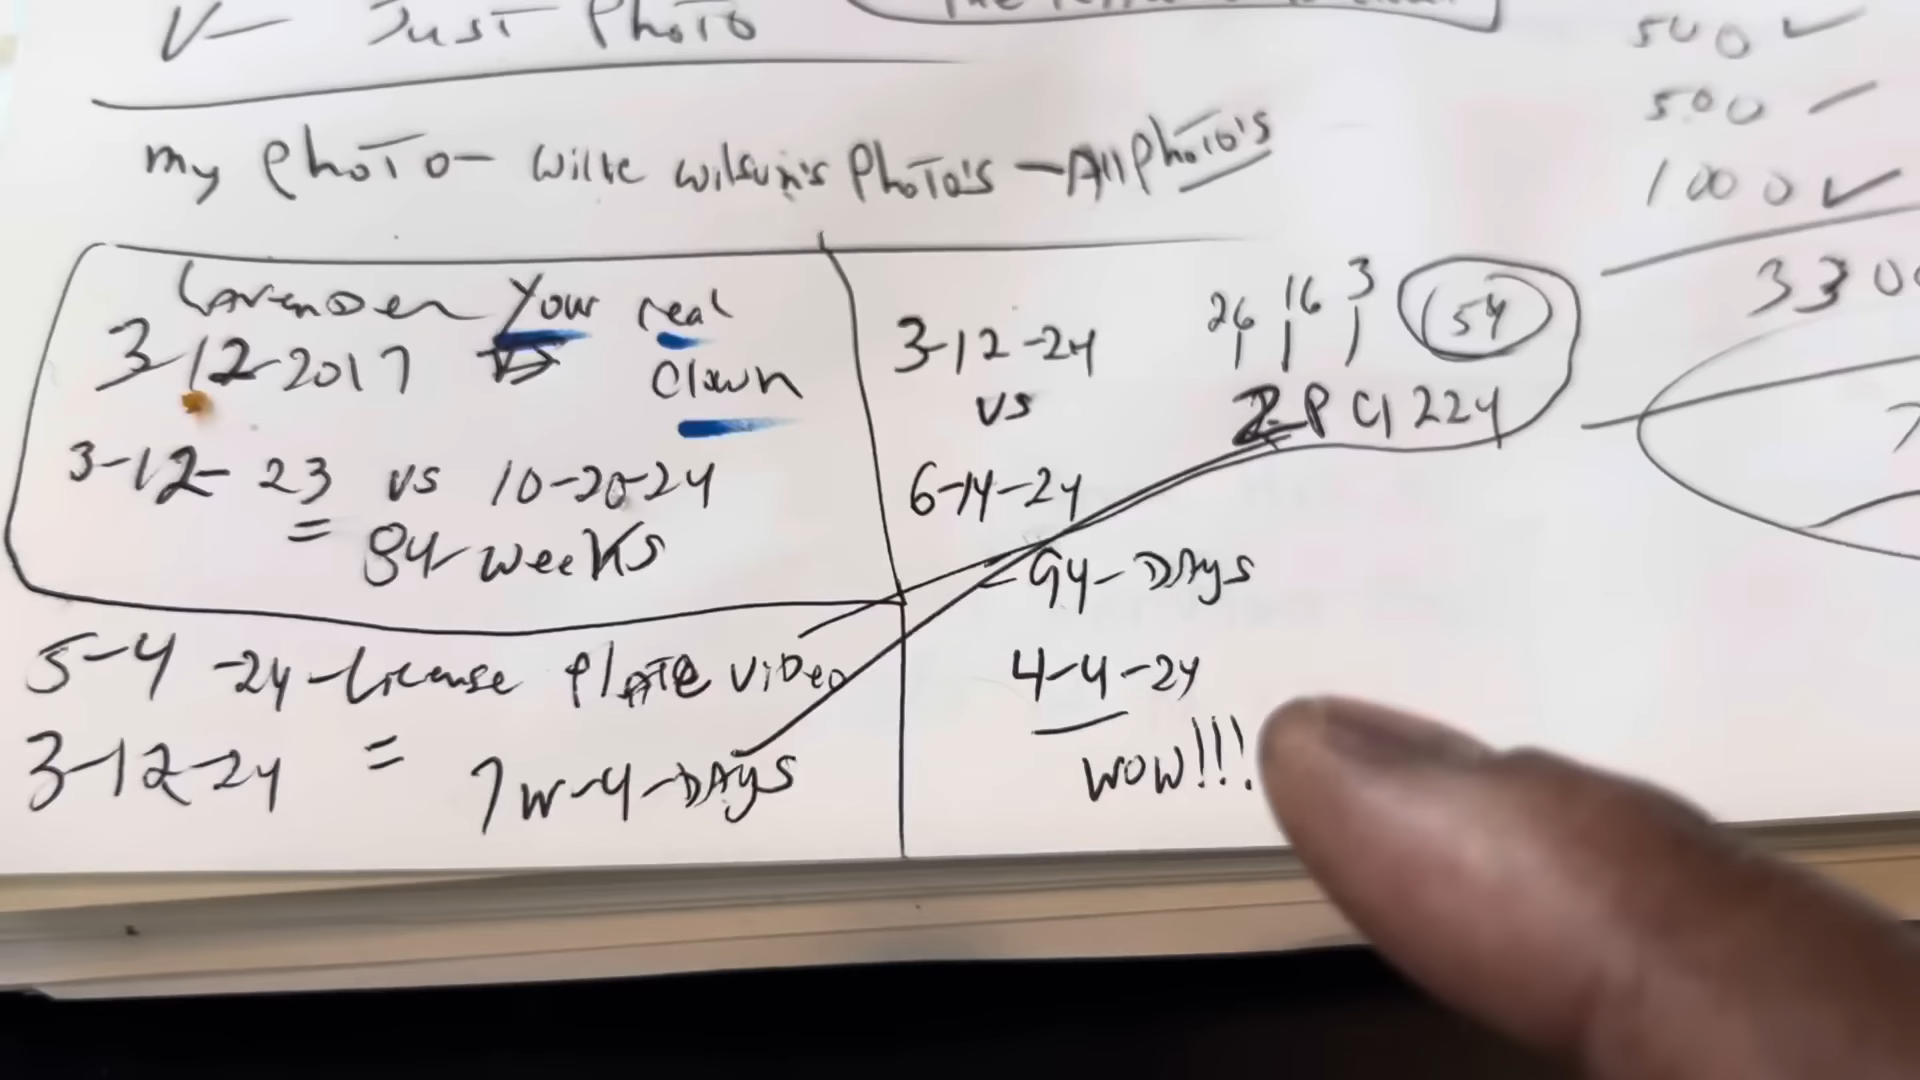 V- Just Photo
500
500
1000
my Photo- Wilke Wilson's Photo's -All Photo's
330
Lavender Your real
3-12-2017 VS Clown
3-12-23 vs 10-20-24
= 84 weeks
3-12-24
vs
6-14-24
94-DAYS
4-4-24
WOW!!!
26 16 3 54
ZPC1224
5-4-24-License Plate Video
3-12-24 = 7w-4-DAYS